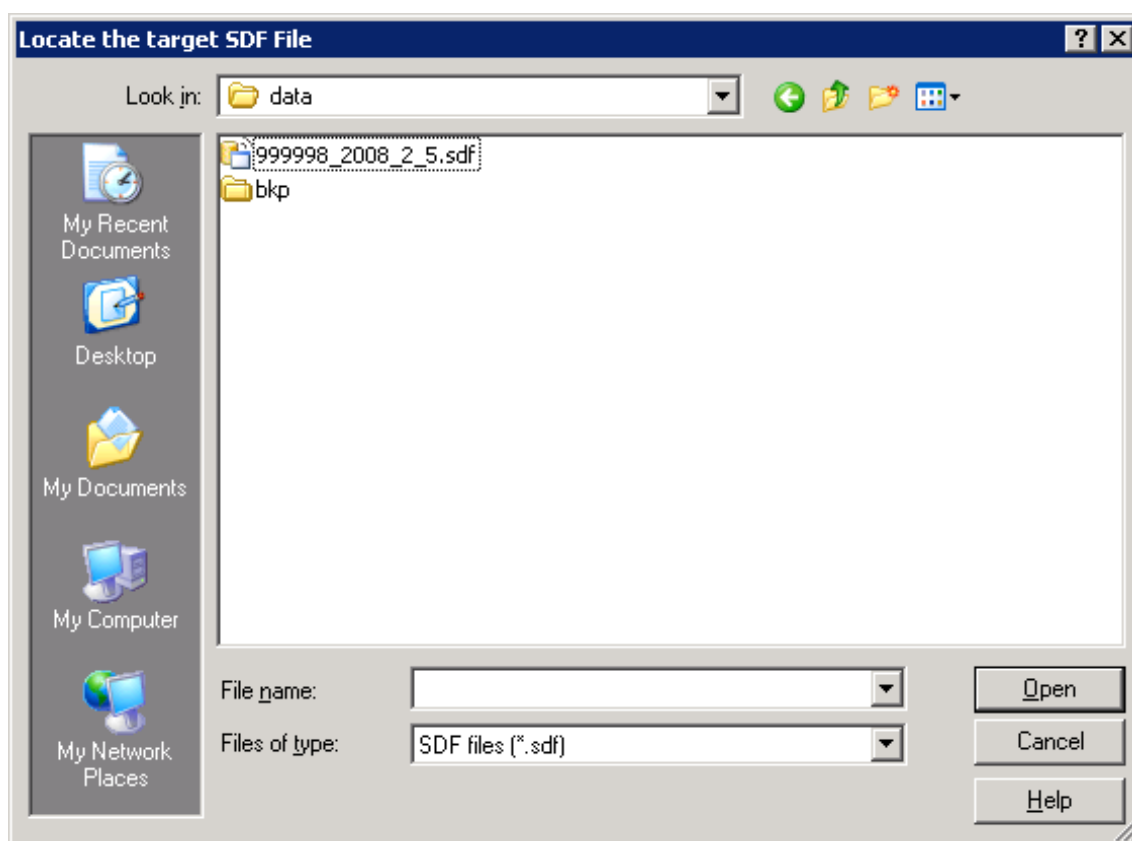 Locate the target SDF File
Look in:
data
999998_2008_2_5.sdf
bkp
My Recent
Documents
Desktop
My Documents
My Computer
My Network
Places
File name:
Open
Files of type:
SDF files (*.sdf)
Cancel
Help